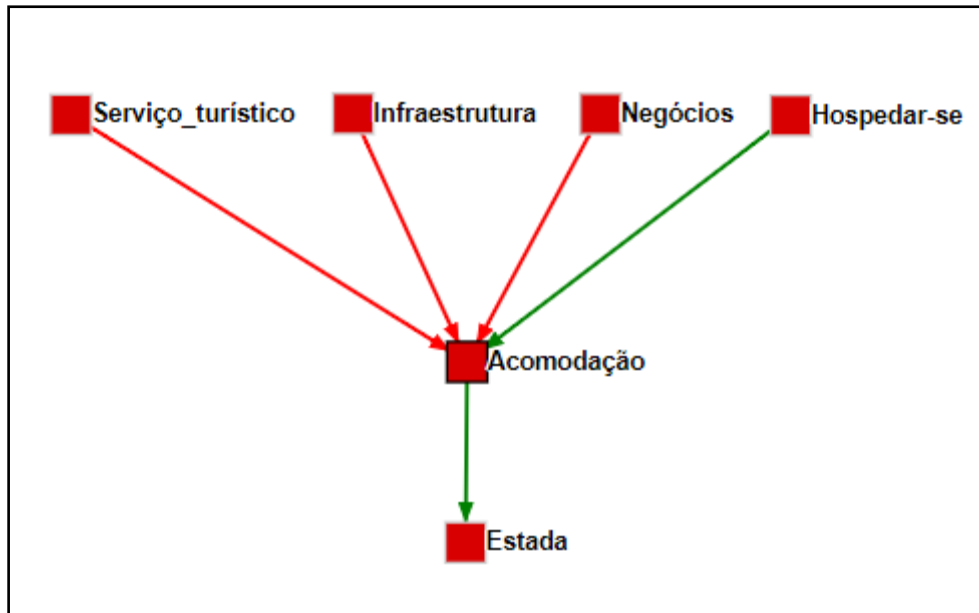 Serviço_turístico
Infraestrutura
Negócios
Hospedar-se
Acomodação
Estada